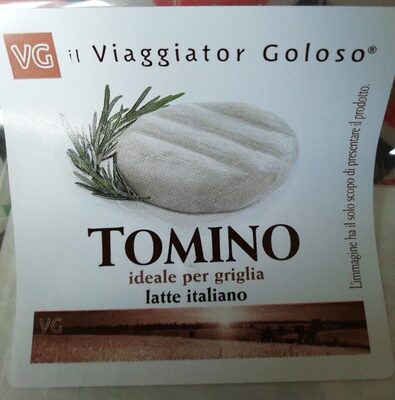 VG il Viaggiator Goloso®
TOMINO
ideale per griglia
latte italiano
L'immagine ha il solo scopo di presentare il prodotto.
VG